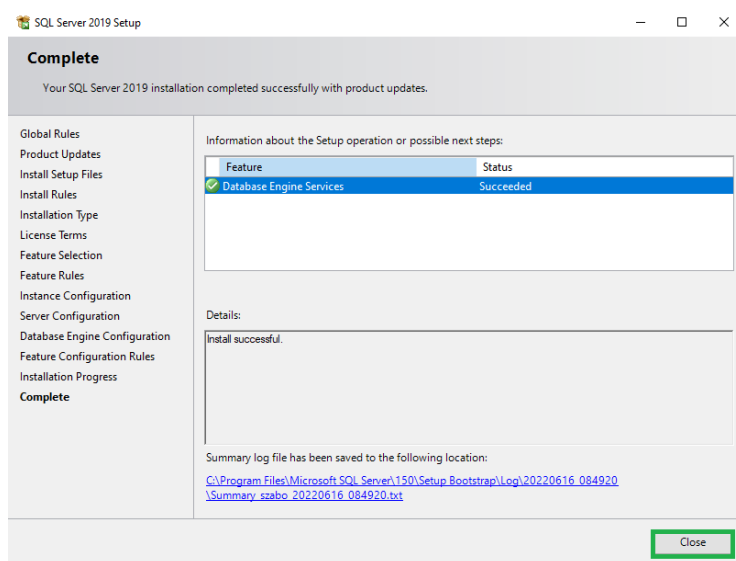 SQL Server 2019 Setup
Complete
Your SQL Server 2019 installation completed successfully with product updates.
Global Rules
Product Updates
Install Setup Files
Install Rules
Installation Type
License Terms
Feature Selection
Feature Rules
Instance Configuration
Server Configuration
Database Engine Configuration
Feature Configuration Rules
Installation Progress
Complete
Information about the Setup operation or possible next steps:
Feature Status
Database Engine Services Succeeded
Details:
Install successful.
Summary log file has been saved to the following location:
C:\Program Files\Microsoft SQL Server\150\Setup Bootstrap\Log\20220616_084920
\Summary_szabo_20220616_084920.txt
Close